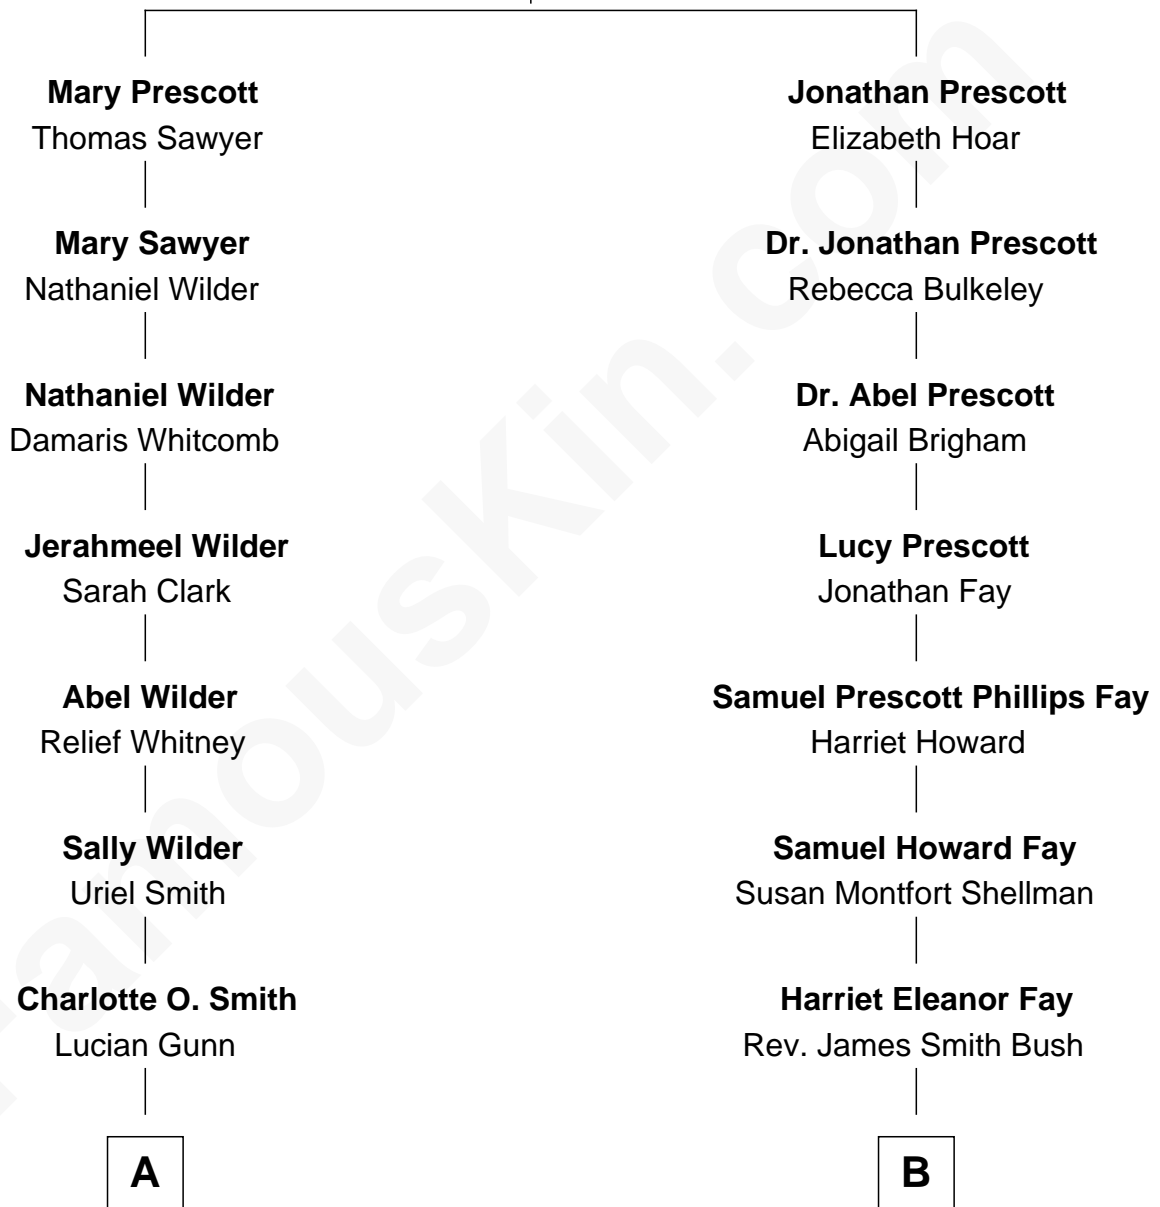 Mary Prescott
Thomas Sawyer
Mary Sawyer
Nathaniel Wilder
Nathaniel Wilder
Damaris Whitcomb
Jerahmeel Wilder
Sarah Clark
Abel Wilder
Relief Whitney
Sally Wilder
Uriel Smith
Charlotte O. Smith
Lucian Gunn
A
Jonathan Prescott
Elizabeth Hoar
Dr. Jonathan Prescott
Rebecca Bulkeley
Dr. Abel Prescott
Abigail Brigham
Lucy Prescott
Jonathan Fay
Samuel Prescott Phillips Fay
Harriet Howard
Samuel Howard Fay
Susan Montfort Shellman
Harriet Eleanor Fay
Rev. James Smith Bush
B
FamousKin.com